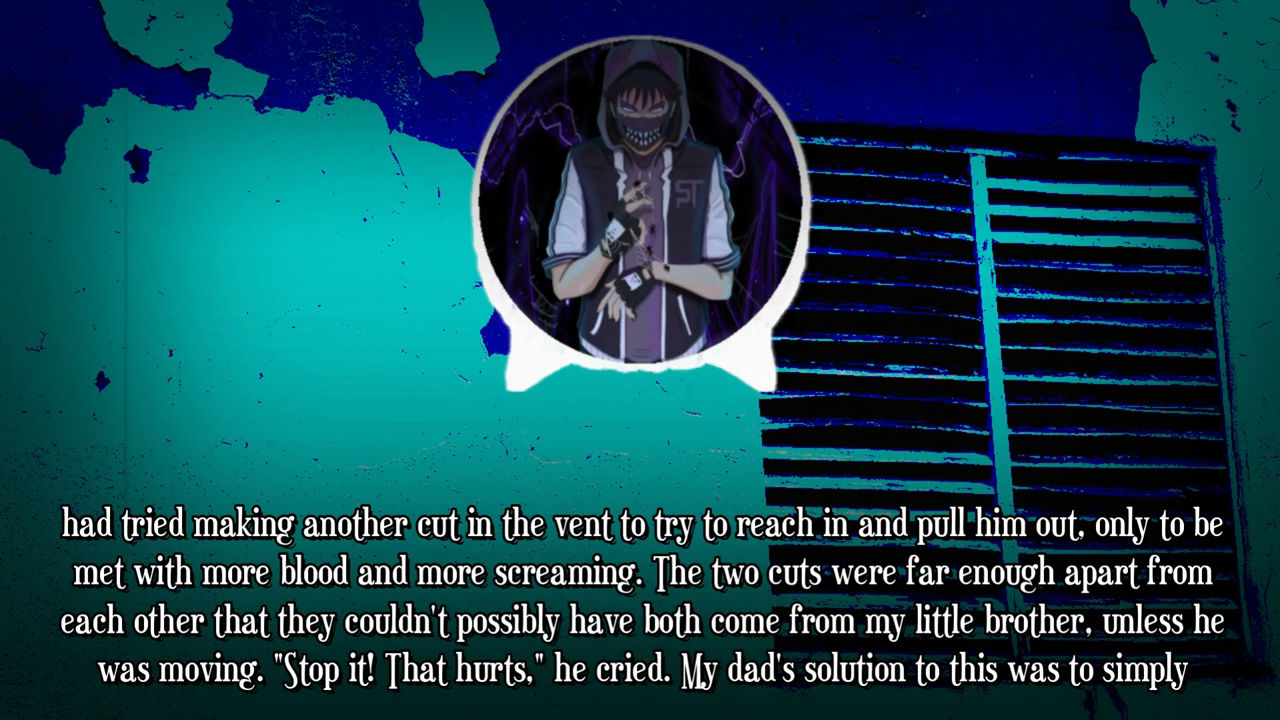 ST
had tried making another cut in the vent to try to reach in and pull him out, only to be
met with more blood and more screaming. The two cuts were far enough apart from
each other that they couldn't possibly have both come from my little brother, unless he
was moving. "Stop it! That hurts," he cried. My dad's solution to this was to simply